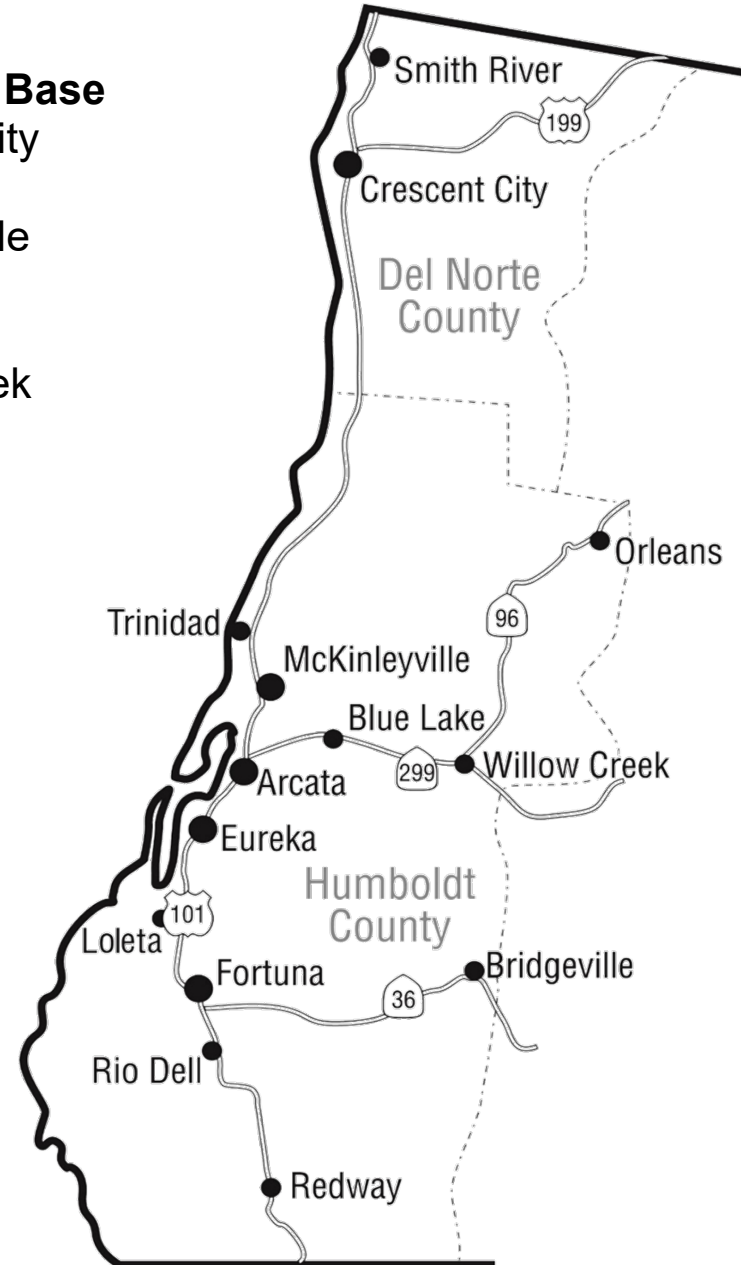 Base
ity
le
ek
Smith River
199
Crescent City
Del Norte
County
Orleans
96
Trinidad
McKinleyville
Blue Lake
299
Willow Creek
Arcata
Eureka
Humboldt
County
101
Loleta
Fortuna
Bridgeville
36
Rio Dell
Redway